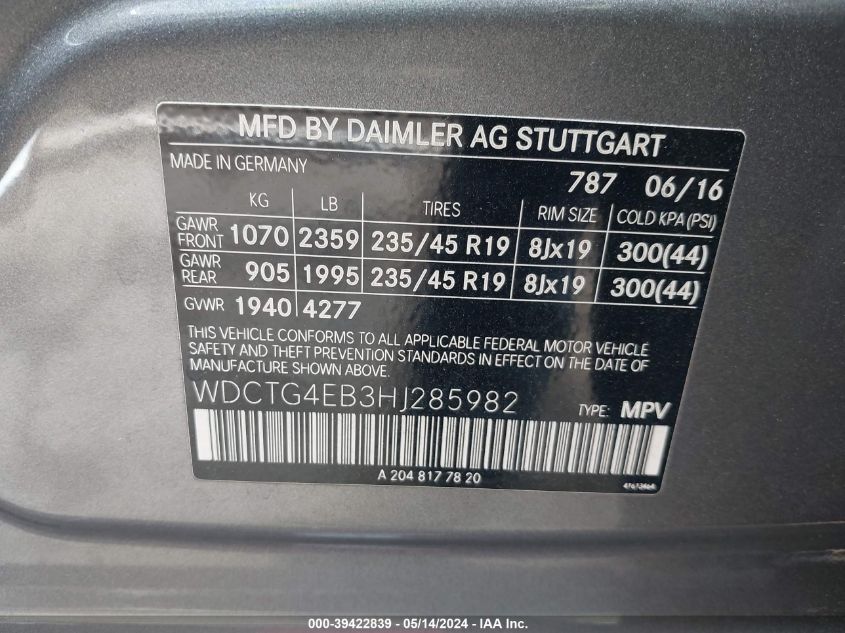 MFD BY DAIMLER AG STUTTGART
MADE IN GERMANY 787 06/16
KG LB TIRES RIM SIZE COLD KPA (PSI)
GAWR FRONT 1070 2359 235/45 R19 8Jx19 300(44)
GAWR REAR 905 1995 235/45 R19 8Jx19 300(44)
GVWR 1940 4277
THIS VEHICLE CONFORMS TO ALL APPLICABLE FEDERAL MOTOR VEHICLE
SAFETY AND THEFT PREVENTION STANDARDS IN EFFECT ON THE DATE OF
MANUFACTURE SHOWN ABOVE.
WDCTG4EB3HJ285982 TYPE: MPV
A 204 817 78 20
000-39422839 - 05/14/2024 - IAA Inc.